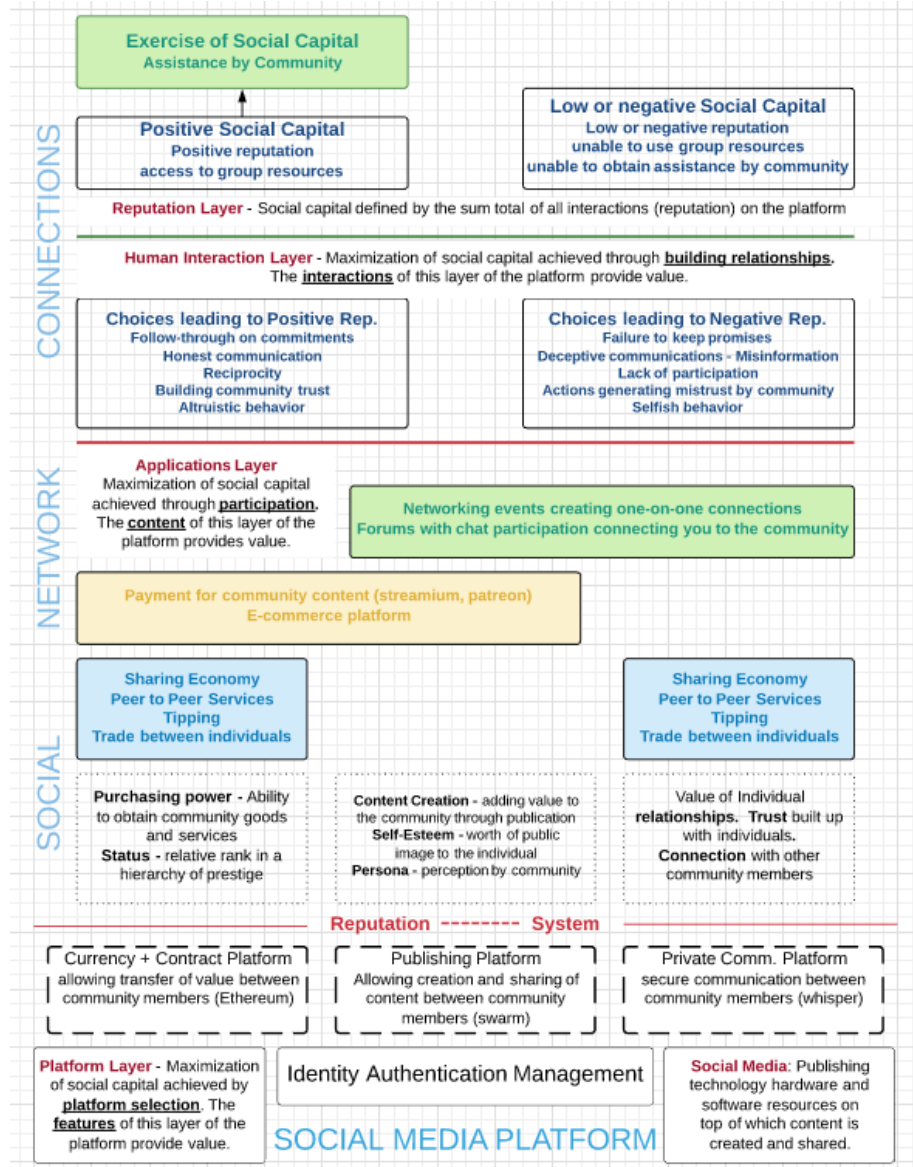 Exercise of Social Capital
Assistance by Community
Positive Social Capital
Positive reputation
access to group resources
Low or negative Social Capital
Low or negative reputation
unable to use group resources
unable to obtain assistance by community
CONNECTIONS
Reputation Layer - Social capital defined by the sum total of all interactions (reputation) on the platform
Human Interaction Layer - Maximization of social capital achieved through building relationships.
The interactions of this layer of the platform provide value.
Choices leading to Positive Rep.
Follow-through on commitments
Honest communication
Reciprocity
Building community trust
Altruistic behavior
Choices leading to Negative Rep.
Failure to keep promises
Deceptive communications - Misinformation
Lack of participation
Actions generating mistrust by community
Selfish behavior
NETWORK
Applications Layer
Maximization of social capital
achieved through participation.
The content of this layer of the
platform provides value.
Networking events creating one-on-one connections
Forums with chat participation connecting you to the community
Payment for community content (streamium, patreon)
E-commerce platform
SOCIAL
Sharing Economy
Peer to Peer Services
Tipping
Trade between individuals
Sharing Economy
Peer to Peer Services
Tipping
Trade between individuals
Purchasing power - Ability
to obtain community goods
and services
Status - relative rank in a
hierarchy of prestige
Content Creation - adding value to
the community through publication
Self-Esteem - worth of public
image to the individual
Persona - perception by community
Value of Individual
relationships. Trust built up
with individuals.
Connection with other
community members
Reputation -------- System
Currency + Contract Platform
allowing transfer of value between
community members (Ethereum)
Publishing Platform
Allowing creation and sharing of
content between community
members (swarm)
Private Comm. Platform
secure communication between
community members (whisper)
Platform Layer - Maximization
of social capital achieved by
platform selection. The
features of this layer of the
platform provide value.
Identity Authentication Management
SOCIAL MEDIA PLATFORM
Social Media: Publishing
technology hardware and
software resources on
top of which content is
created and shared.